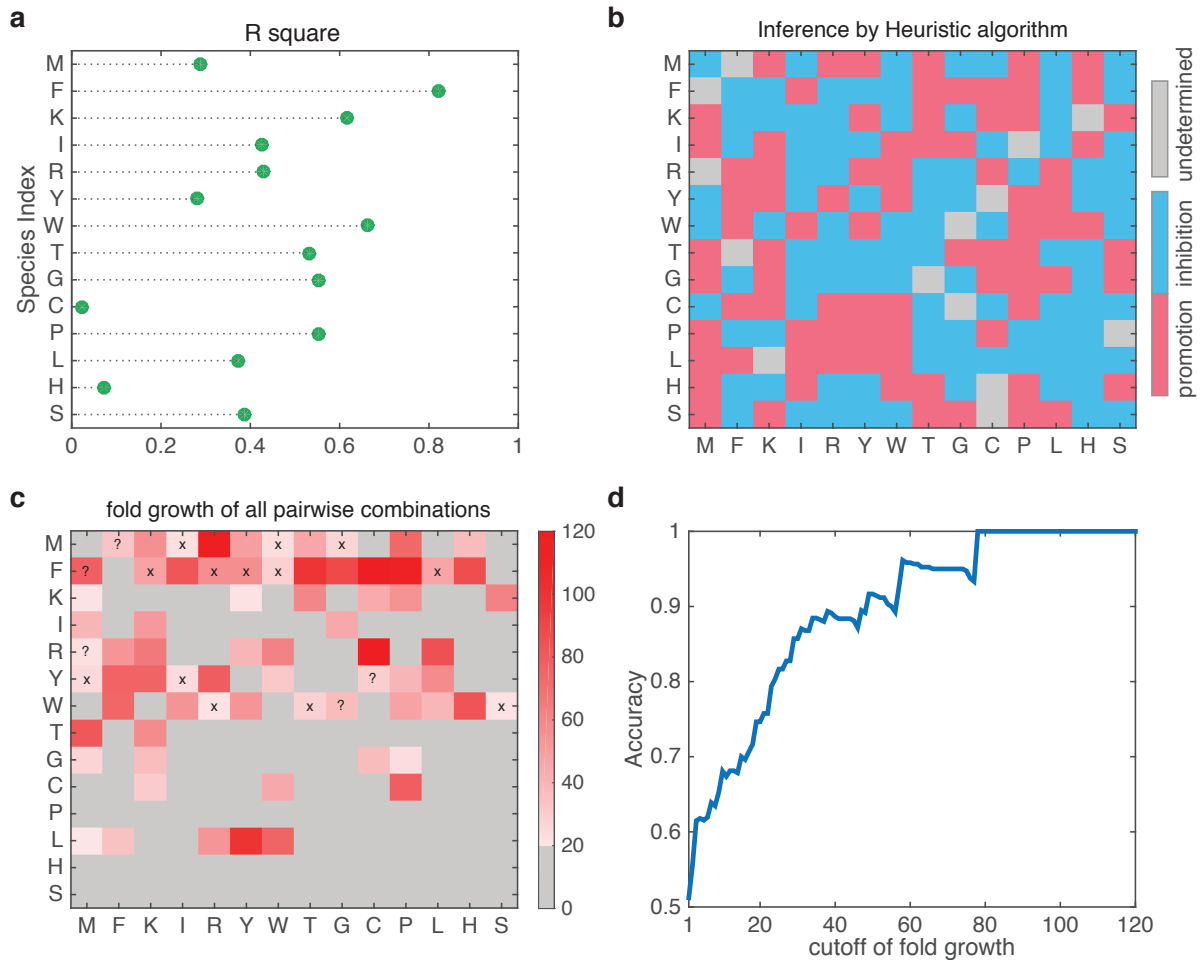 a
R square
Species Index
M
F
K
I
R
Y
W
T
G
C
P
L
H
S
0 0.2 0.4 0.6 0.8 1
b
Inference by Heuristic algorithm
M
F
K
I
R
Y
W
T
G
C
P
L
H
S
M F K I R Y W T G C P L H S
undetermined
inhibition
promotion
c
fold growth of all pairwise combinations
M ? x x x
F ? x x x x x
K
I
R ?
Y x x ?
W x x ? x
T
G
C
P
L
H
S
M F K I R Y W T G C P L H S
120
100
80
60
40
20
0
d
Accuracy
1
0.9
0.8
0.7
0.6
0.5
1 20 40 60 80 100 120
cutoff of fold growth